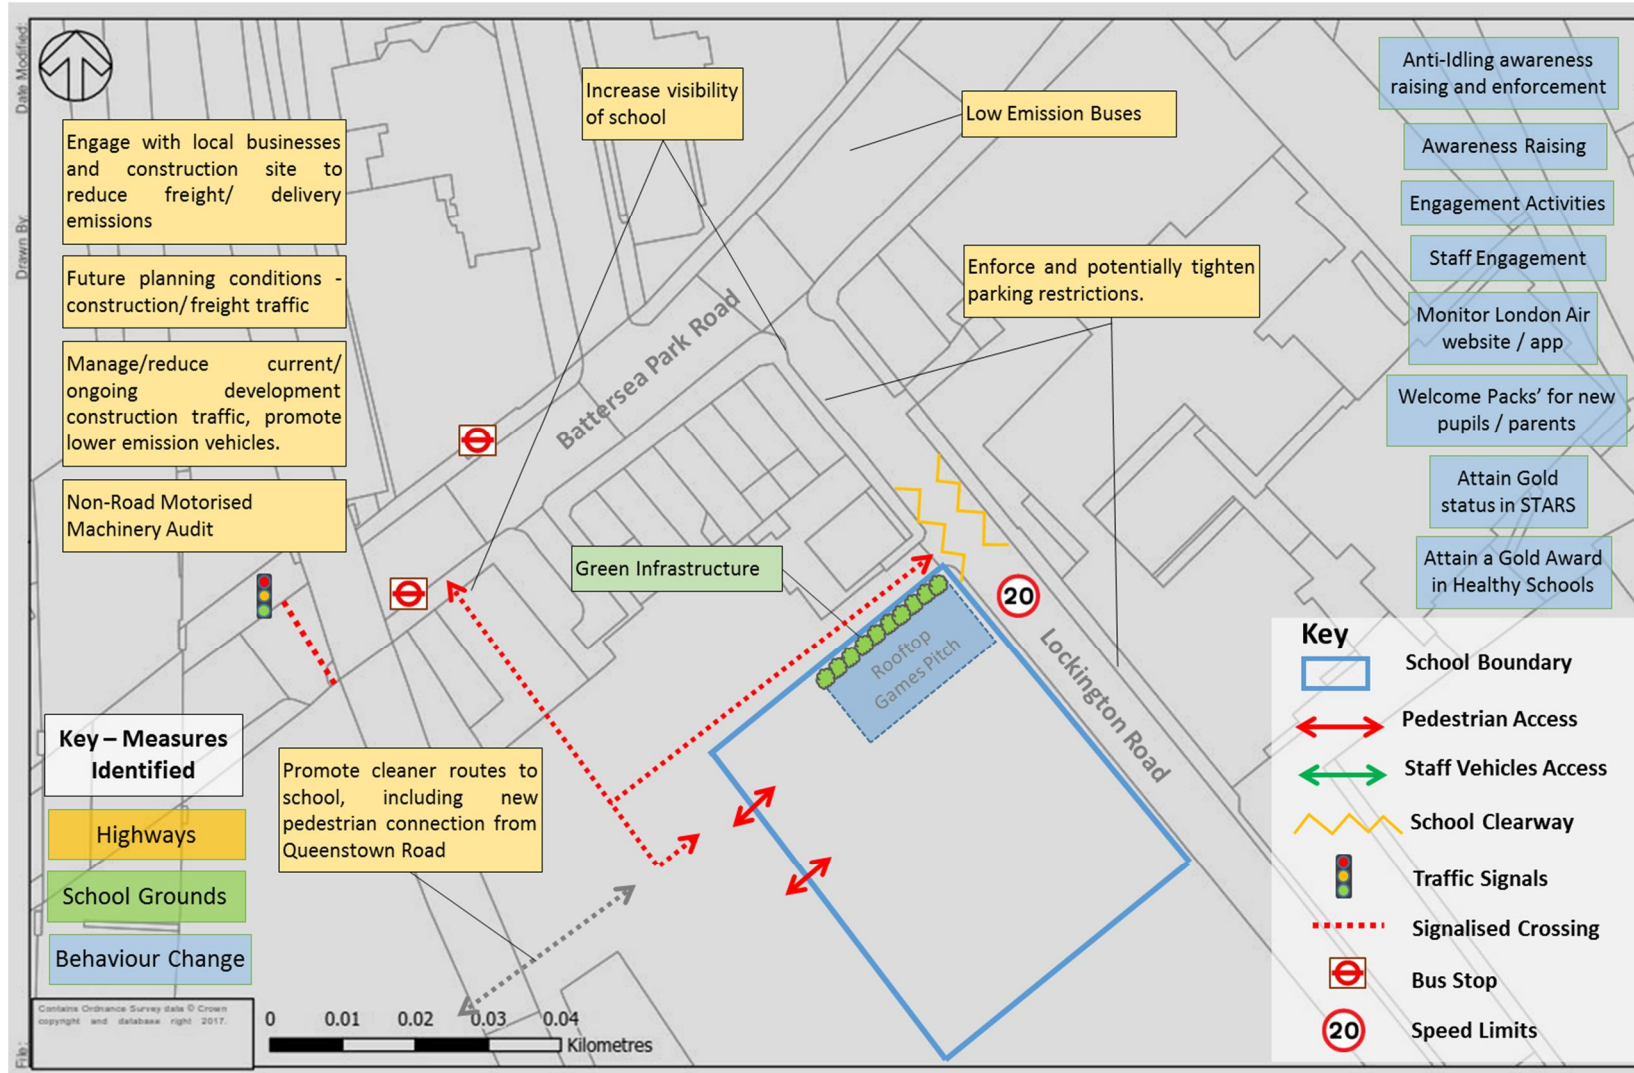 Date Modified:
Drawn By:
File:
Engage with local businesses
and construction site to
reduce freight/ delivery
emissions
Future planning conditions -
construction/freight traffic
Manage/reduce current/
ongoing development
construction traffic, promote
lower emission vehicles.
Non-Road Motorised
Machinery Audit
Increase visibility
of school
Low Emission Buses
Enforce and potentially tighten
parking restrictions.
Battersea Park Road
Green Infrastructure
Rooftop
Games Pitch
20
Lockington Road
Promote cleaner routes to
school, including new
pedestrian connection from
Queenstown Road
Anti-Idling awareness
raising and enforcement
Awareness Raising
Engagement Activities
Staff Engagement
Monitor London Air
website / app
Welcome Packs’ for new
pupils / parents
Attain Gold
status in STARS
Attain a Gold Award
in Healthy Schools
Key – Measures
Identified
Highways
School Grounds
Behaviour Change
Contains Ordnance Survey data © Crown
copyright and database right 2017.
0 0.01 0.02 0.03 0.04
Kilometres
Key
School Boundary
Pedestrian Access
Staff Vehicles Access
School Clearway
Traffic Signals
Signalised Crossing
Bus Stop
20 Speed Limits